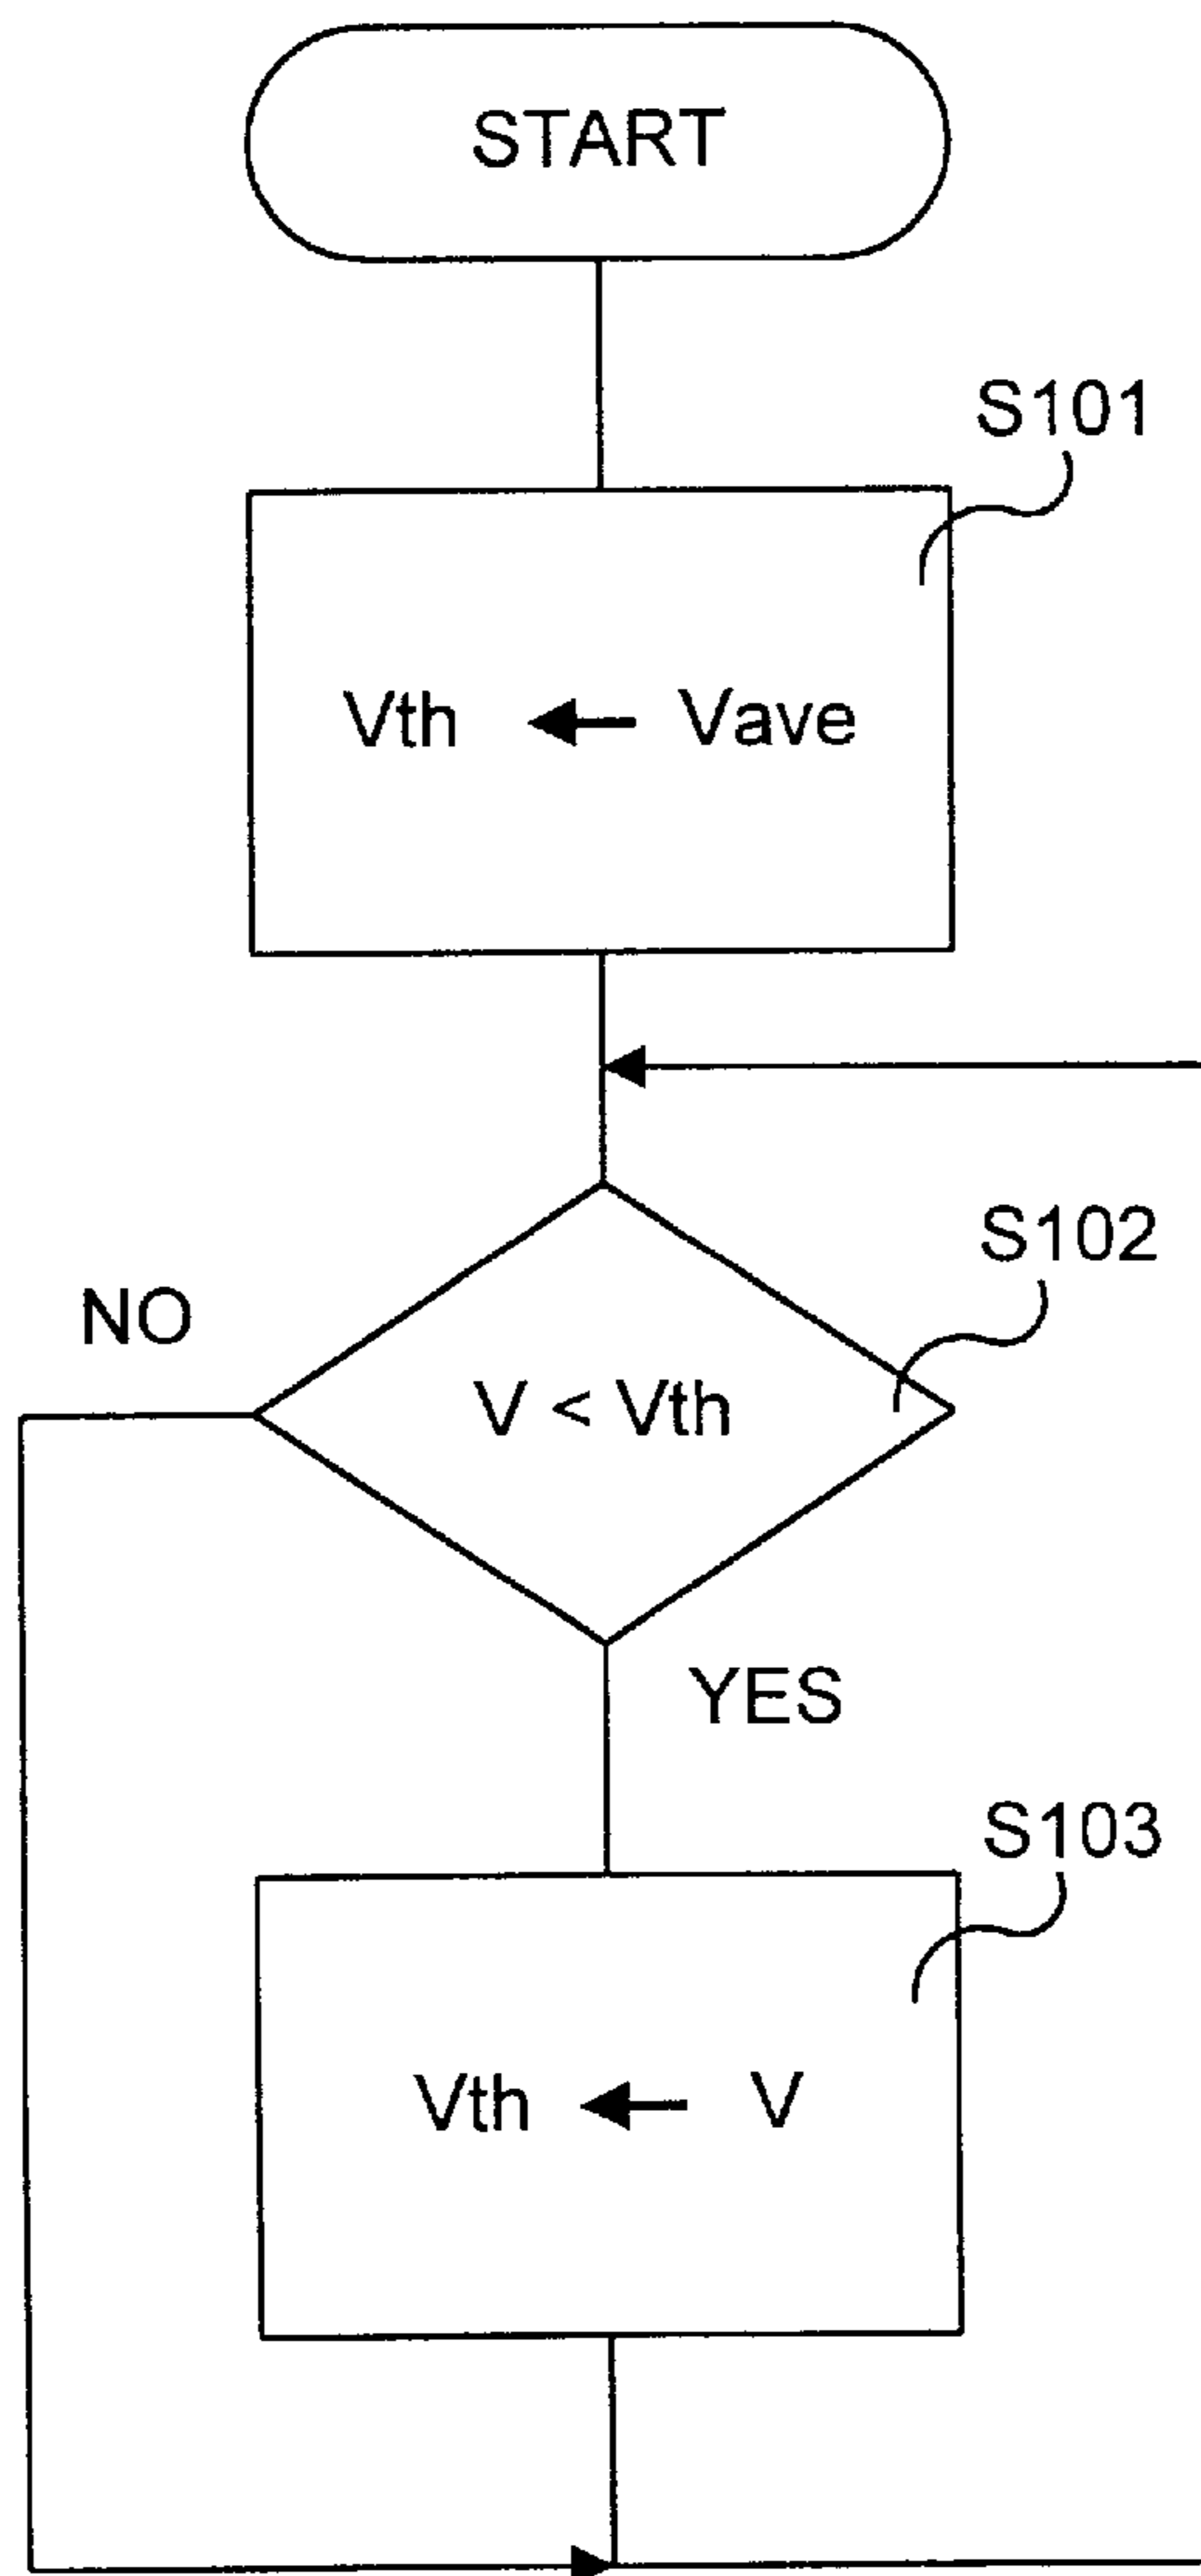 START
S101
Vth ← Vave
S102
NO
V < Vth
YES
S103
Vth ← V